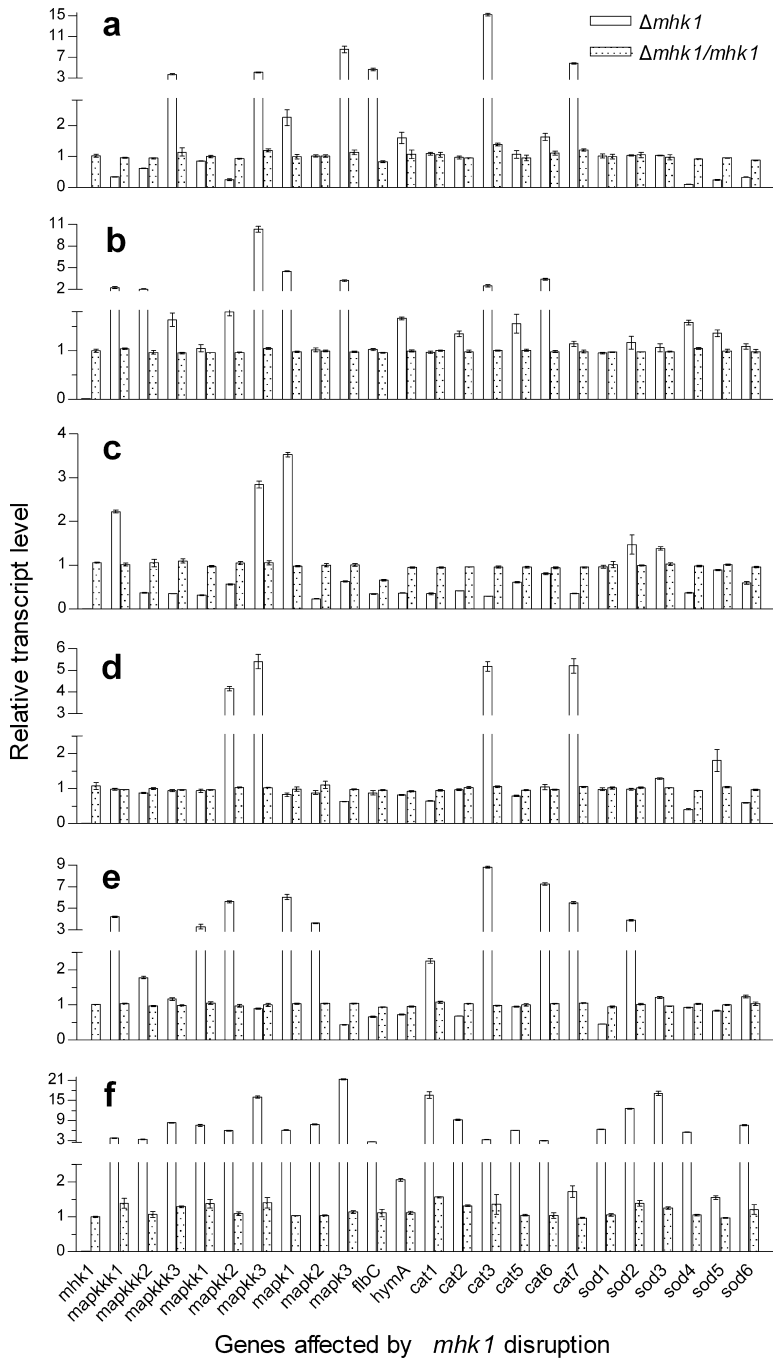 a
15
11
7
3
2
1
0
Δmhk1
Δmhk1/mhk1
b
11
8
5
2
1
0
c
4
3
2
1
0
Relative transcript level
d
6
5
4
3
2
1
0
e
9
7
5
3
2
1
0
f
21
15
9
3
2
1
0
mhk1
mapkkk1
mapkkk2
mapkkk3
mapkk1
mapkk2
mapkk3
mapk1
mapk2
mapk3
flbC
hymA
cat1
cat2
cat3
cat5
cat6
cat7
sod1
sod2
sod3
sod4
sod5
sod6
Genes affected by mhk1 disruption